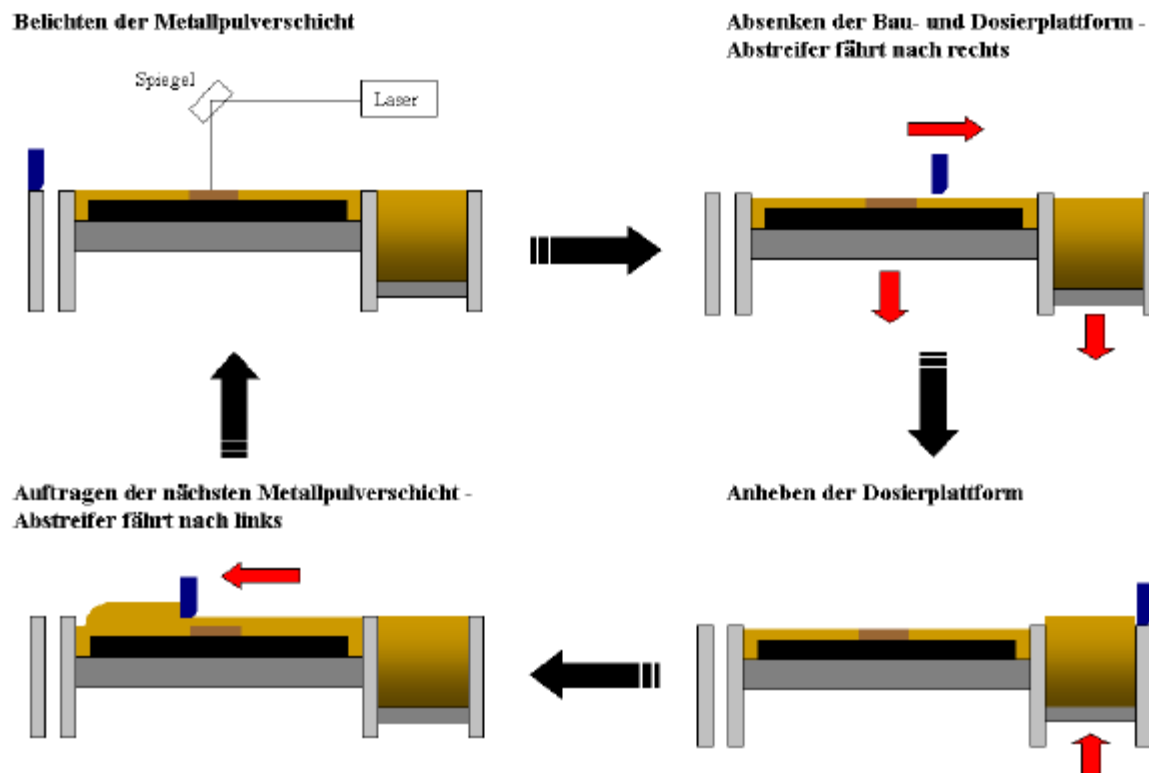 Belichten der Metallpulverschicht
Spiegel
Laser
Absenken der Bau- und Dosierplattform -
Abstreifer fährt nach rechts
Auftragen der nächsten Metallpulverschicht -
Abstreifer fährt nach links
Anheben der Dosierplattform